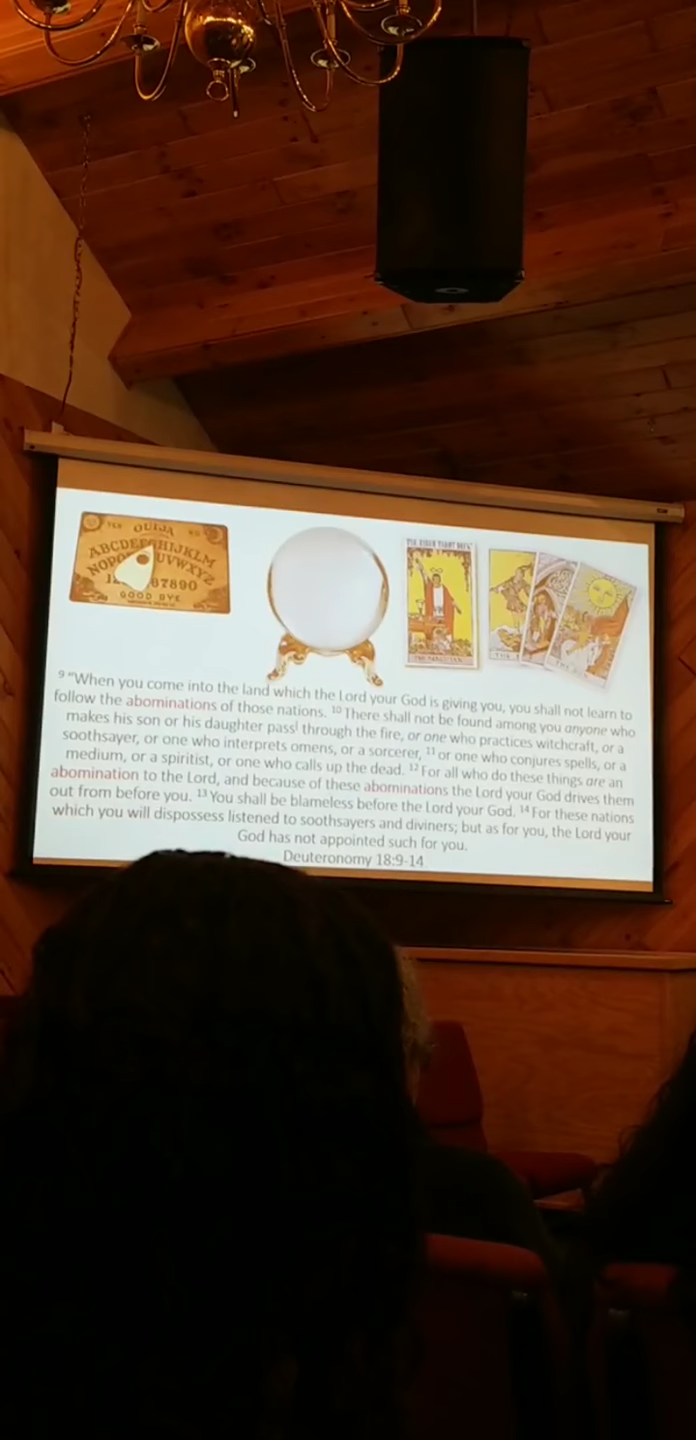 OUIJA
GOOD BYE
⁹ "When you come into the land which the Lord your God is giving you, you shall not learn to
follow the abominations of those nations. ¹⁰ There shall not be found among you anyone who
makes his son or his daughter pass through the fire, or one who practices witchcraft, or a
soothsayer, or one who interprets omens, or a sorcerer, ¹¹ or one who conjures spells, or a
medium, or a spiritist, or one who calls up the dead. ¹² For all who do these things are an
abomination to the Lord, and because of these abominations the Lord your God drives them
out from before you. ¹³ You shall be blameless before the Lord your God. ¹⁴ For these nations
which you will dispossess listened to soothsayers and diviners; but as for you, the Lord your
God has not appointed such for you.
Deuteronomy 18:9-14